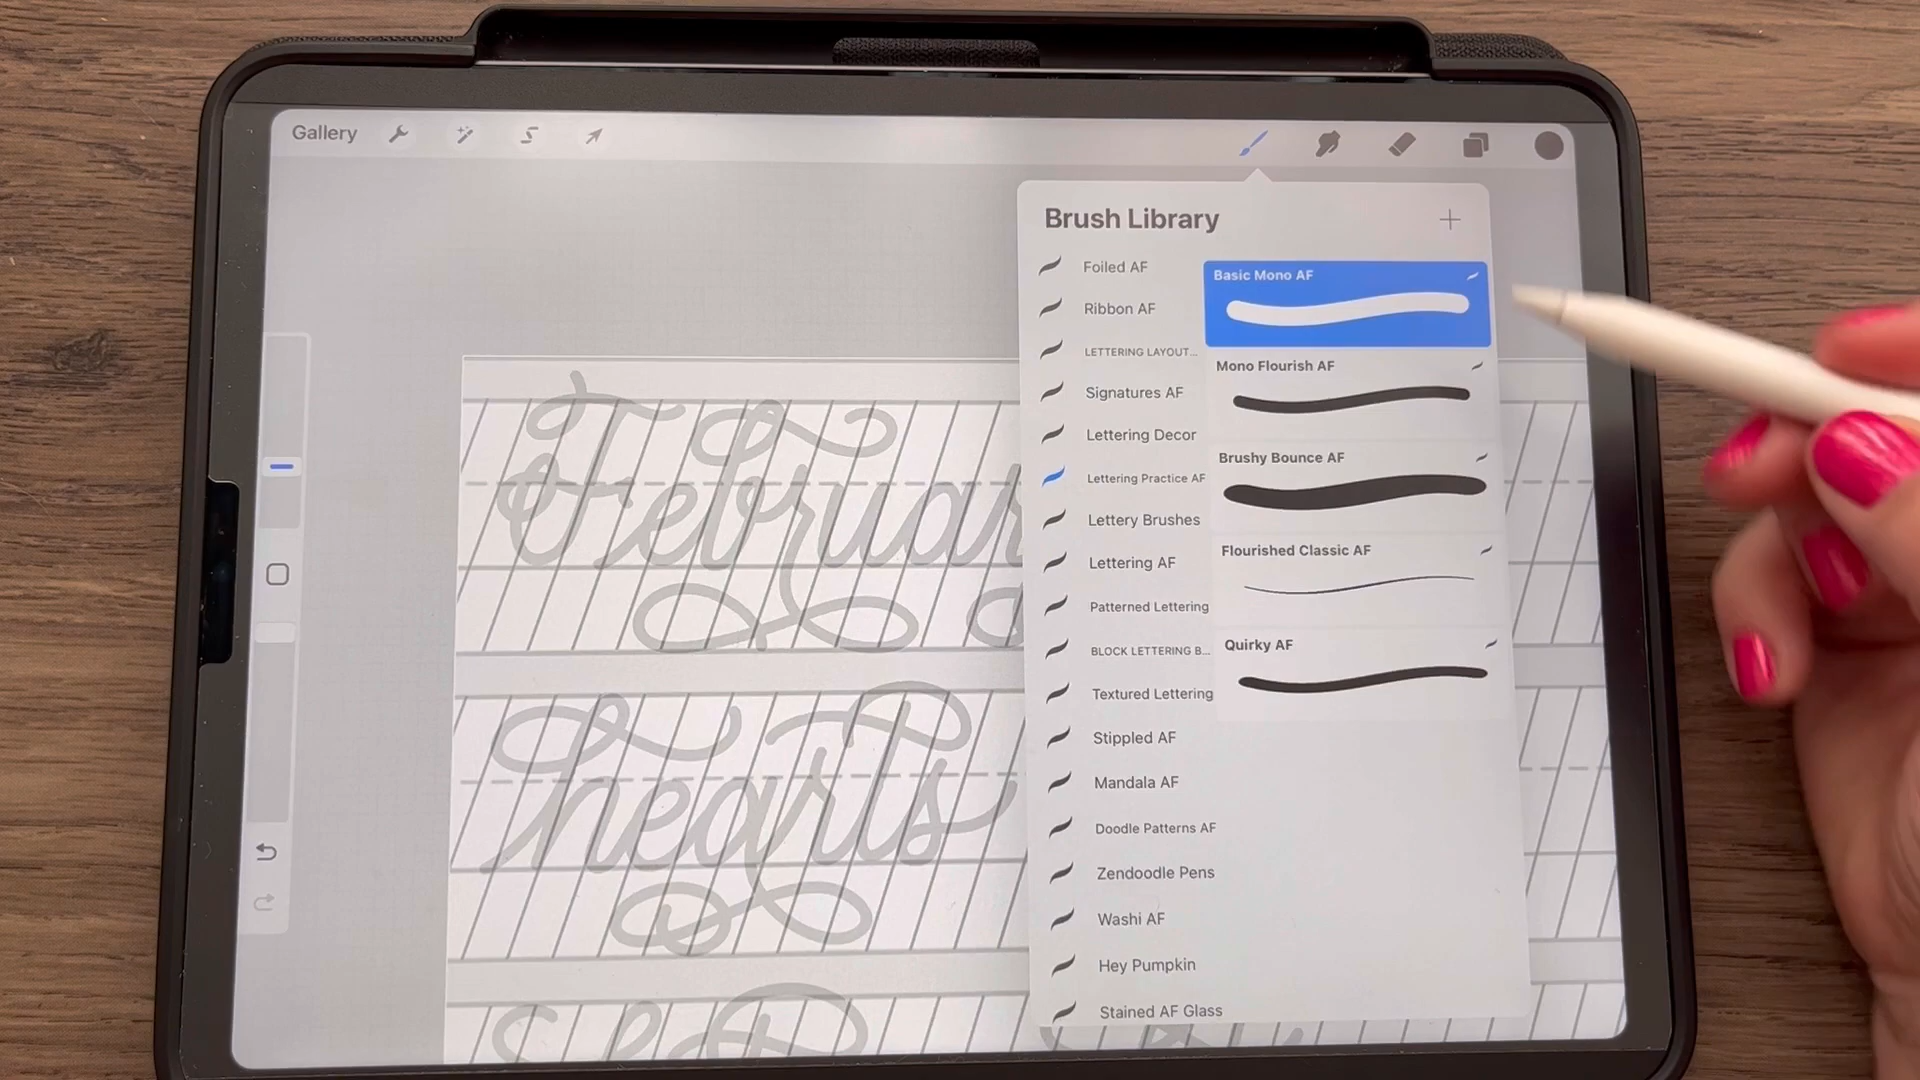 Gallery
Brush Library
Foiled AF
Ribbon AF
LETTERING LAYOUT...
Signatures AF
Lettering Decor
Lettering Practice AF
Lettery Brushes
Lettering AF
Patterned Lettering
BLOCK LETTERING B...
Textured Lettering
Stippled AF
Mandala AF
Doodle Patterns AF
Zendoodle Pens
Washi AF
Hey Pumpkin
Stained AF Glass
Basic Mono AF
Mono Flourish AF
Brushy Bounce AF
Flourished Classic AF
Quirky AF
Februar
hearts